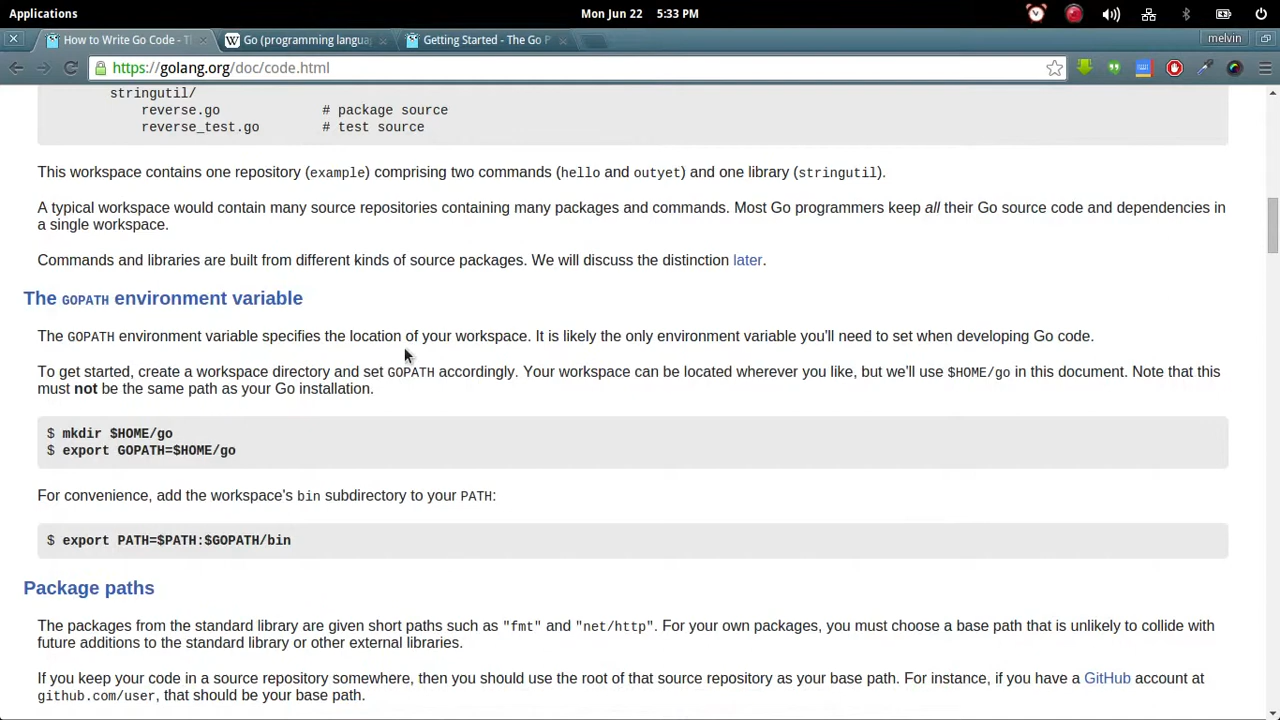 Applications
Mon Jun 22 5:33 PM
How to Write Go Code - T
Go (programming langua
Getting Started - The Go P
melvin
https://golang.org/doc/code.html
stringutil/
reverse.go # package source
reverse_test.go # test source
This workspace contains one repository (example) comprising two commands (hello and outyet) and one library (stringutil).
A typical workspace would contain many source repositories containing many packages and commands. Most Go programmers keep all their Go source code and dependencies in
a single workspace.
Commands and libraries are built from different kinds of source packages. We will discuss the distinction later.
The GOPATH environment variable
The GOPATH environment variable specifies the location of your workspace. It is likely the only environment variable you'll need to set when developing Go code.
To get started, create a workspace directory and set GOPATH accordingly. Your workspace can be located wherever you like, but we'll use $HOME/go in this document. Note that this
must not be the same path as your Go installation.
$ mkdir $HOME/go
$ export GOPATH=$HOME/go
For convenience, add the workspace's bin subdirectory to your PATH:
$ export PATH=$PATH:$GOPATH/bin
Package paths
The packages from the standard library are given short paths such as "fmt" and "net/http". For your own packages, you must choose a base path that is unlikely to collide with
future additions to the standard library or other external libraries.
If you keep your code in a source repository somewhere, then you should use the root of that source repository as your base path. For instance, if you have a GitHub account at
github.com/user, that should be your base path.